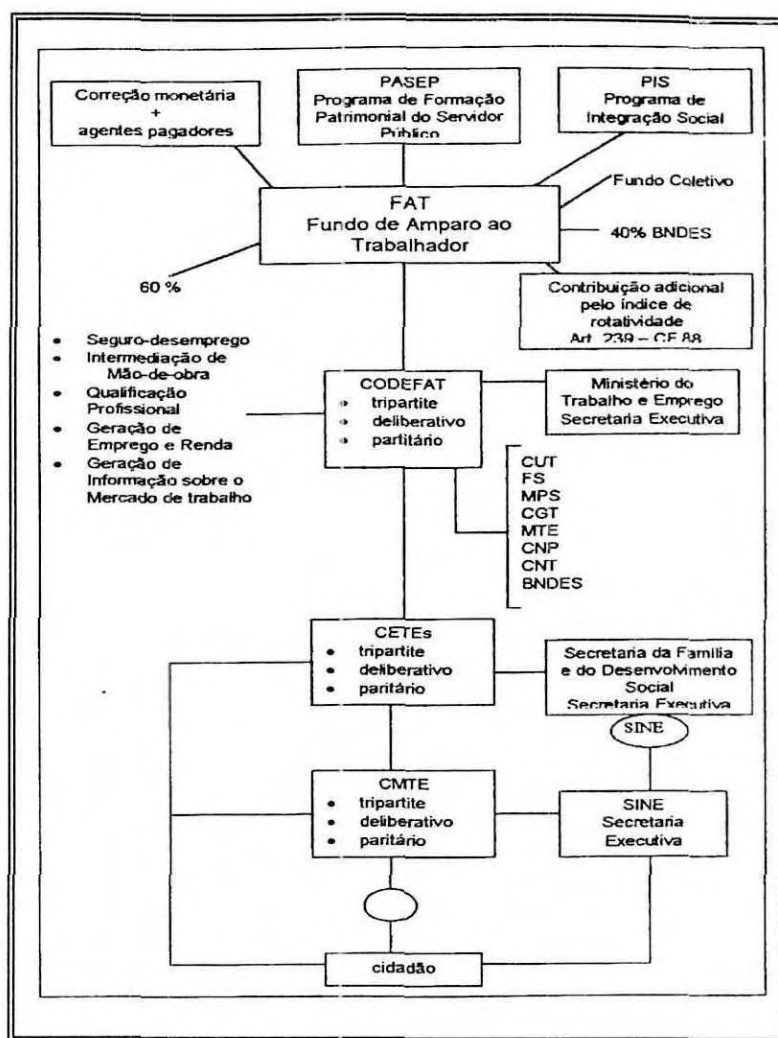 Correção monetária
+
agentes pagadores
PASEP
Programa de Formação
Patrimonial do Servidor
Público
PIS
Programa de
Integração Social
FAT
Fundo de Amparo ao
Trabalhador
Fundo Coletivo
40% BNDES
60 %
Contribuição adicional
pelo índice de
rotatividade
Art. 239 – CF 88
• Seguro-desemprego
• Intermediação de
Mão-de-obra
• Qualificação
Profissional
• Geração de
Emprego e Renda
• Geração de
Informação sobre o
Mercado de trabalho
CODEFAT
• tripartite
• deliberativo
• partitário
Ministério do
Trabalho e Emprego
Secretaria Executiva
CUT
FS
MPS
CGT
MTE
CNP
CNT
BNDES
CETEs
• tripartite
• deliberativo
• paritário
Secretaria da Família
e do Desenvolvimento
Social
Secretaria Executiva
SINE
CMTE
• tripartite
• deliberativo
• paritário
SINE
Secretaria
Executiva
cidadão